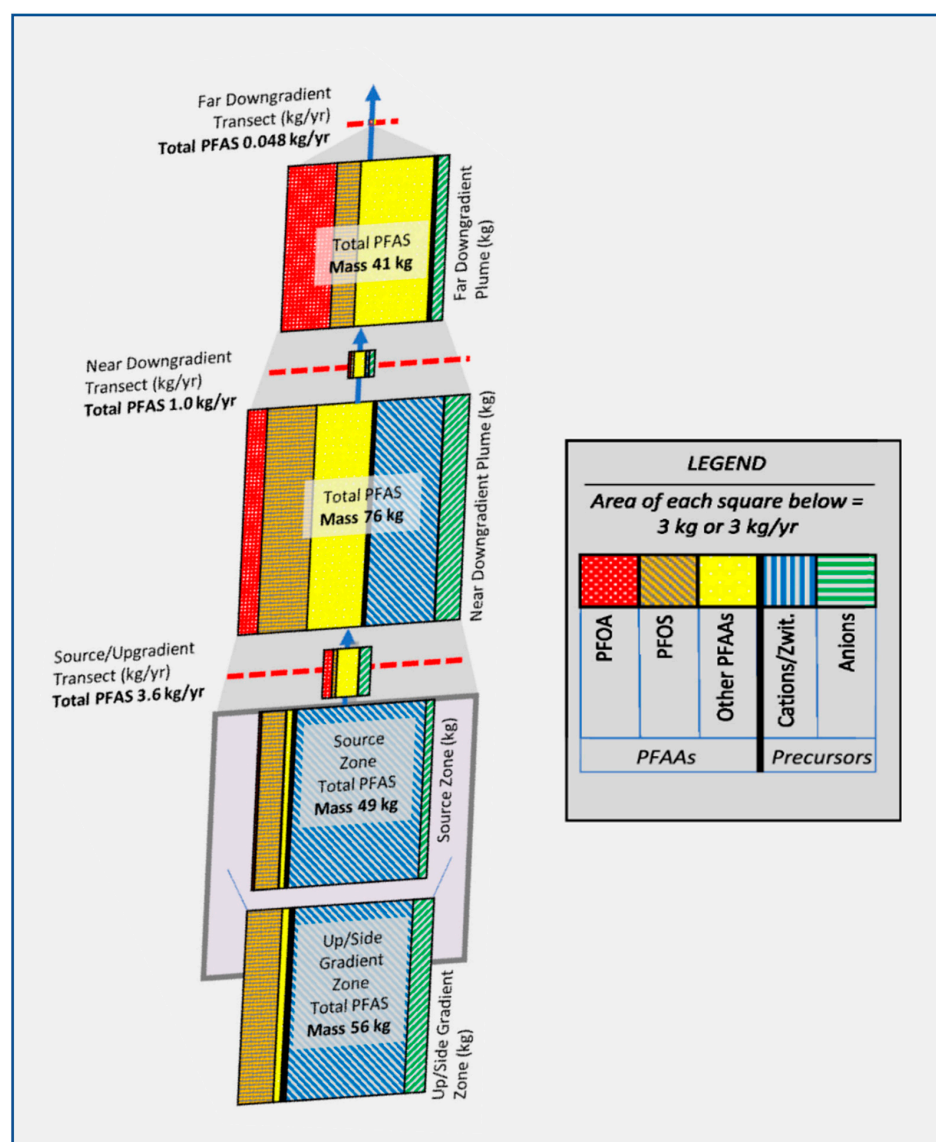 Far Downgradient
Transect (kg/yr)
Total PFAS 0.048 kg/yr
Total PFAS
Mass 41 kg
Far Downgradient
Plume (kg)
Near Downgradient
Transect (kg/yr)
Total PFAS 1.0 kg/yr
Total PFAS
Mass 76 kg
Near Downgradient Plume (kg)
Source/Upgradient
Transect (kg/yr)
Total PFAS 3.6 kg/yr
Source
Zone
Total PFAS
Mass 49 kg
Source Zone (kg)
Up/Side
Gradient
Zone
Total PFAS
Mass 56 kg
Up/Side Gradient
Zone (kg)
LEGEND
Area of each square below =
3 kg or 3 kg/yr
PFOA
PFOS
Other PFAAs
Cations/Zwit.
Anions
PFAAs
Precursors